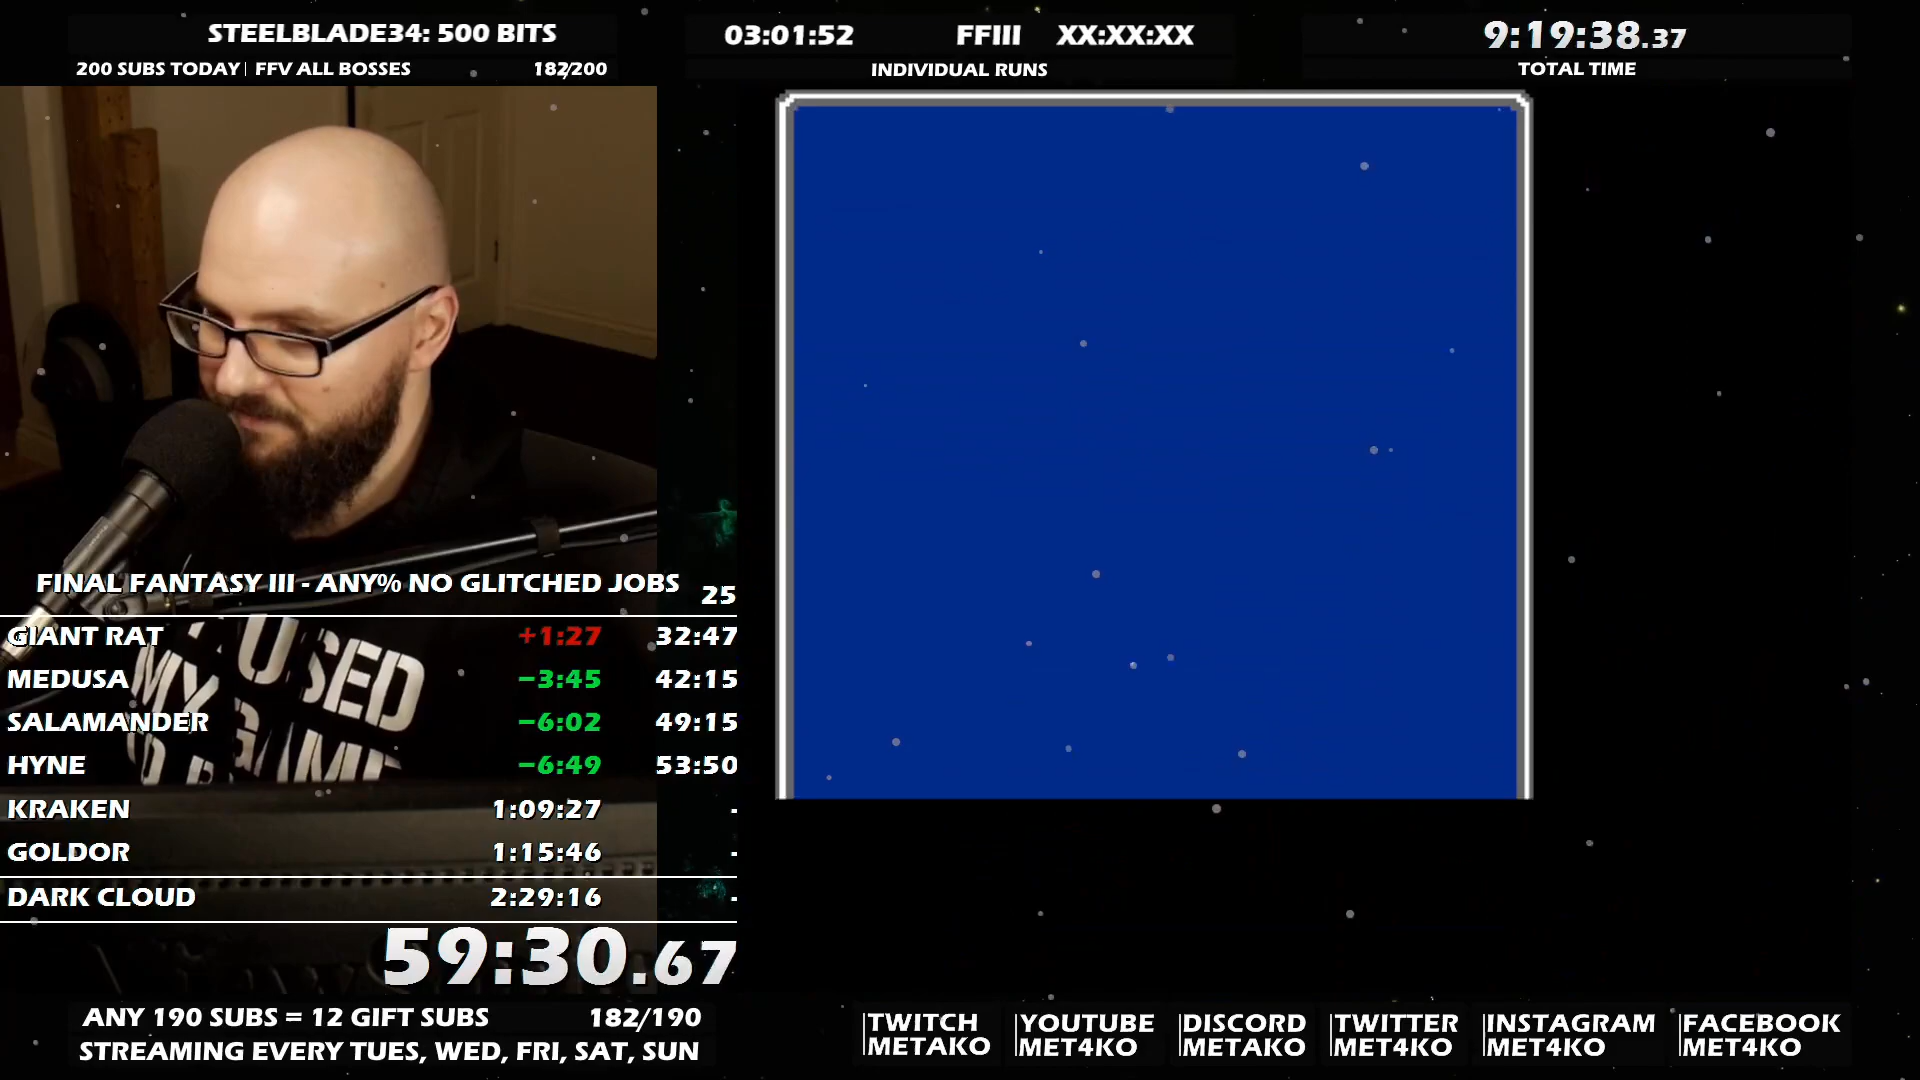 STEELBLADE34: 500 BITS
200 SUBS TODAY | FFV ALL BOSSES 182/200
03:01:52 FFIII XX:XX:XX
INDIVIDUAL RUNS
9:19:38.37
TOTAL TIME
FINAL FANTASY III - ANY% NO GLITCHED JOBS 25
GIANT RAT +1:27 32:47
MEDUSA -3:45 42:15
SALAMANDER -6:02 49:15
HYNE -6:49 53:50
KRAKEN 1:09:27 -
GOLDOR 1:15:46 -
DARK CLOUD 2:29:16 -
59:30.67
USED
MY GAME
ANY 190 SUBS = 12 GIFT SUBS 182/190
STREAMING EVERY TUES, WED, FRI, SAT, SUN
TWITCH
METAKO
YOUTUBE
MET4KO
DISCORD
METAKO
TWITTER
MET4KO
INSTAGRAM
MET4KO
FACEBOOK
MET4KO